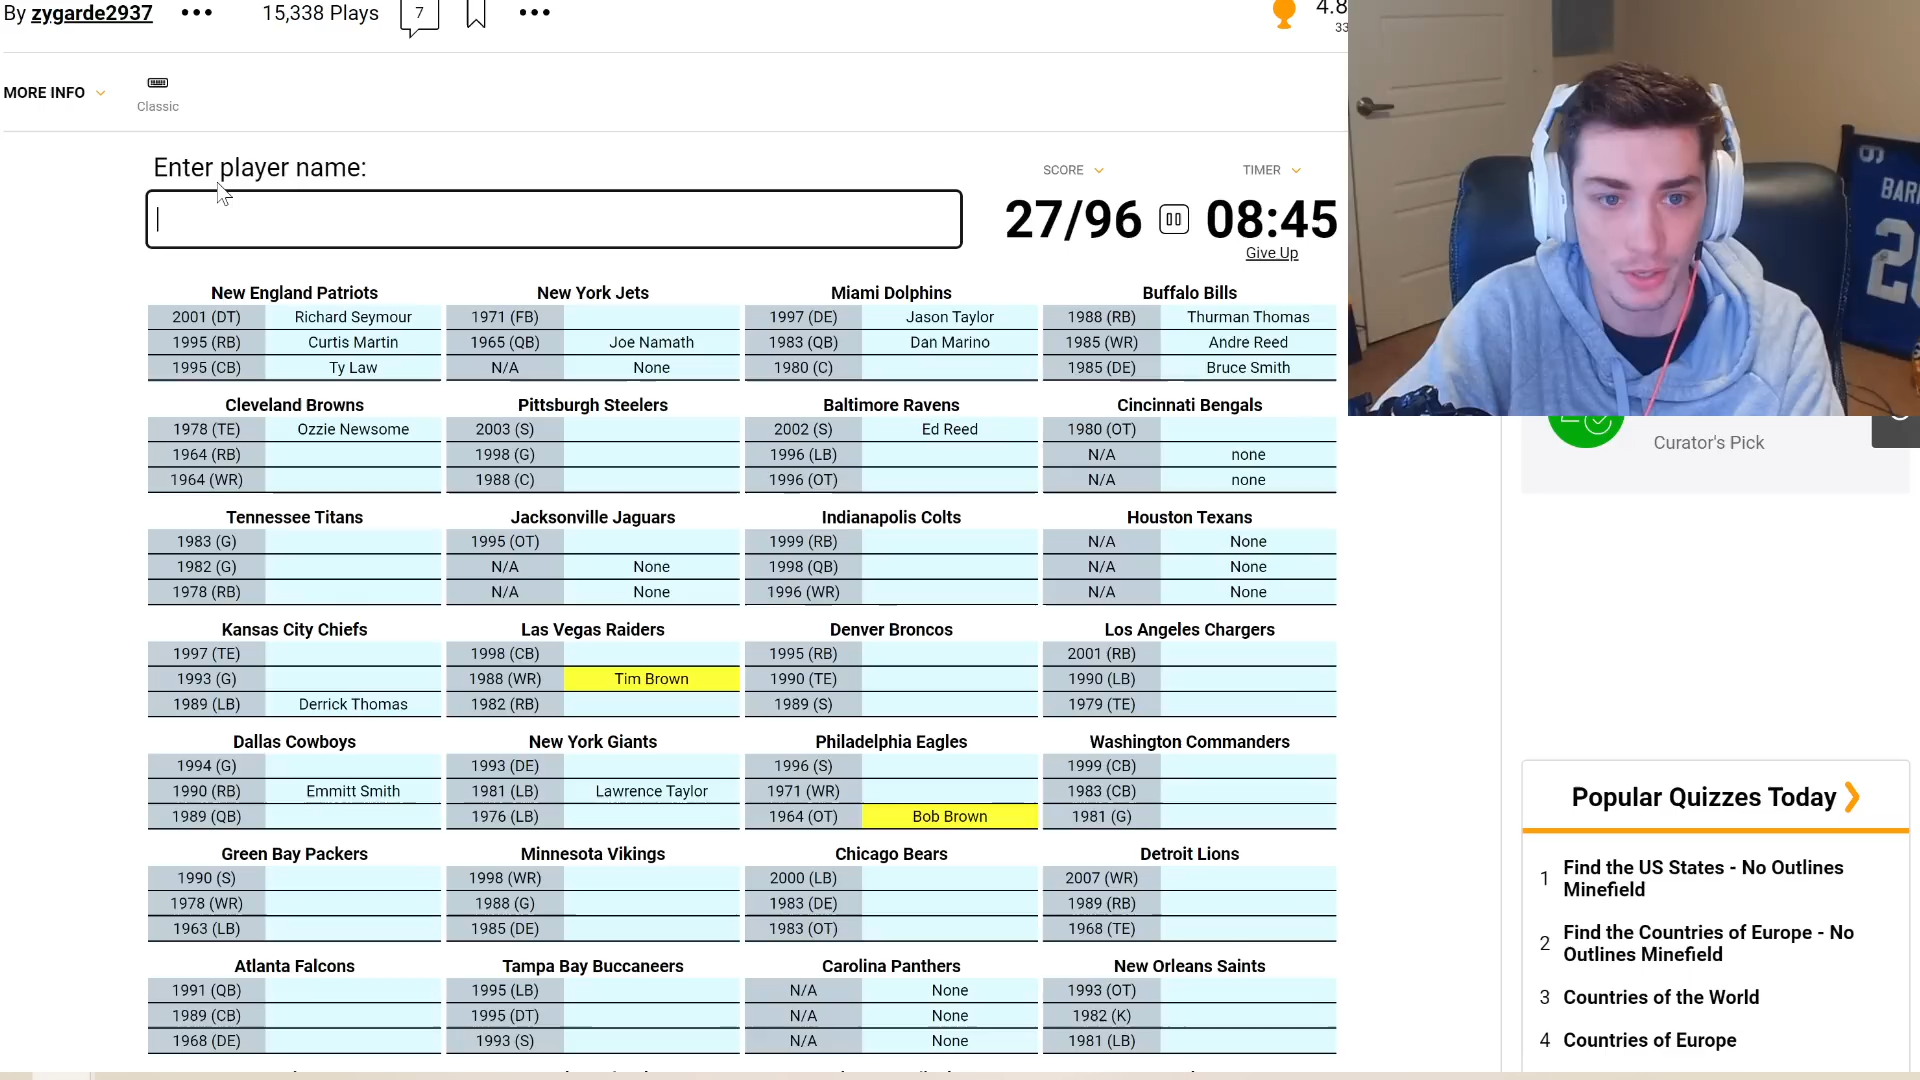 By zygarde2937 ••• 15,338 Plays 7 •••
4.8
33
MORE INFO
Classic
Enter player name:
SCORE
TIMER
27/96 08:45
Give Up
New England Patriots
2001 (DT) Richard Seymour
1995 (RB) Curtis Martin
1995 (CB) Ty Law
New York Jets
1971 (FB)
1965 (QB) Joe Namath
N/A None
Miami Dolphins
1997 (DE) Jason Taylor
1983 (QB) Dan Marino
1980 (C)
Buffalo Bills
1988 (RB) Thurman Thomas
1985 (WR) Andre Reed
1985 (DE) Bruce Smith
Cleveland Browns
1978 (TE) Ozzie Newsome
1964 (RB)
1964 (WR)
Pittsburgh Steelers
2003 (S)
1998 (G)
1988 (C)
Baltimore Ravens
2002 (S) Ed Reed
1996 (LB)
1996 (OT)
Cincinnati Bengals
1980 (OT)
N/A none
N/A none
Tennessee Titans
1983 (G)
1982 (G)
1978 (RB)
Jacksonville Jaguars
1995 (OT)
N/A None
N/A None
Indianapolis Colts
1999 (RB)
1998 (QB)
1996 (WR)
Houston Texans
N/A None
N/A None
N/A None
Kansas City Chiefs
1997 (TE)
1993 (G)
1989 (LB) Derrick Thomas
Las Vegas Raiders
1998 (CB)
1988 (WR) Tim Brown
1982 (RB)
Denver Broncos
1995 (RB)
1990 (TE)
1989 (S)
Los Angeles Chargers
2001 (RB)
1990 (LB)
1979 (TE)
Dallas Cowboys
1994 (G)
1990 (RB) Emmitt Smith
1989 (QB)
New York Giants
1993 (DE)
1981 (LB) Lawrence Taylor
1976 (LB)
Philadelphia Eagles
1996 (S)
1971 (WR)
1964 (OT) Bob Brown
Washington Commanders
1999 (CB)
1983 (CB)
1981 (G)
Green Bay Packers
1990 (S)
1978 (WR)
1963 (LB)
Minnesota Vikings
1998 (WR)
1988 (G)
1985 (DE)
Chicago Bears
2000 (LB)
1983 (DE)
1983 (OT)
Detroit Lions
2007 (WR)
1989 (RB)
1968 (TE)
Atlanta Falcons
1991 (QB)
1989 (CB)
1968 (DE)
Tampa Bay Buccaneers
1995 (LB)
1995 (DT)
1993 (S)
Carolina Panthers
N/A None
N/A None
N/A None
New Orleans Saints
1993 (OT)
1982 (K)
1981 (LB)
BAR
2
Curator's Pick
Popular Quizzes Today
1 Find the US States - No Outlines
Minefield
2 Find the Countries of Europe - No
Outlines Minefield
3 Countries of the World
4 Countries of Europe